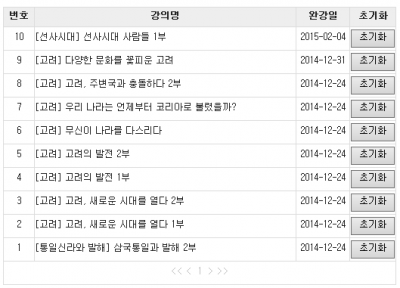 번호 강의명 완강일 초기화
10 [선사시대] 선사시대 사람들 1부 2015-02-04 초기화
9 [고려] 다양한 문화를 꽃피운 고려 2014-12-31 초기화
8 [고려] 고려, 주변국과 충돌하다 2부 2014-12-24 초기화
7 [고려] 우리 나라는 언제부터 코리아로 불렸을까? 2014-12-24 초기화
6 [고려] 무신이 나라를 다스리다 2014-12-24 초기화
5 [고려] 고려의 발전 2부 2014-12-24 초기화
4 [고려] 고려의 발전 1부 2014-12-24 초기화
3 [고려] 고려, 새로운 시대를 열다 2부 2014-12-24 초기화
2 [고려] 고려, 새로운 시대를 열다 1부 2014-12-24 초기화
1 [통일신라와 발해] 삼국통일과 발해 2부 2014-12-24 초기화
<< < 1 > >>